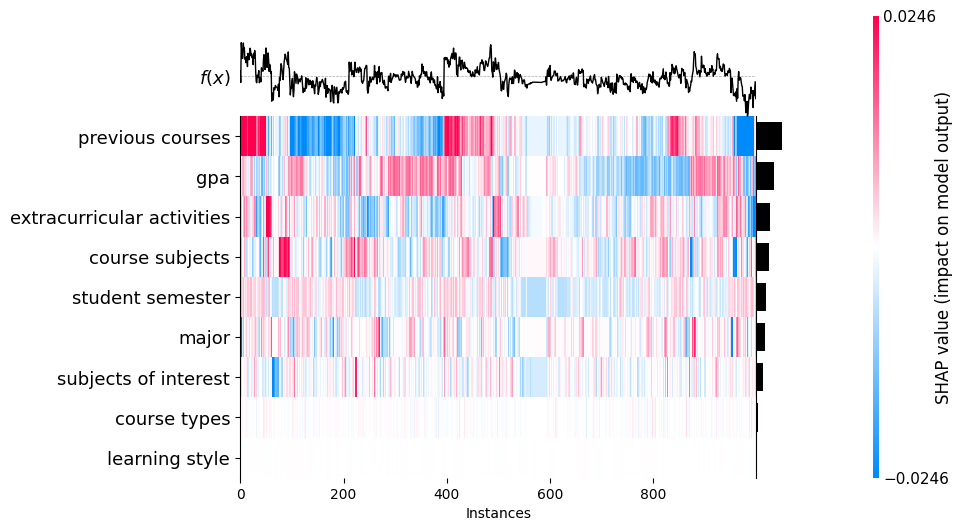 0.0246
f(x)
previous courses
gpa
extracurricular activities
course subjects
student semester
major
subjects of interest
course types
learning style
0 200 400 600 800
Instances
−0.0246
SHAP value (impact on model output)